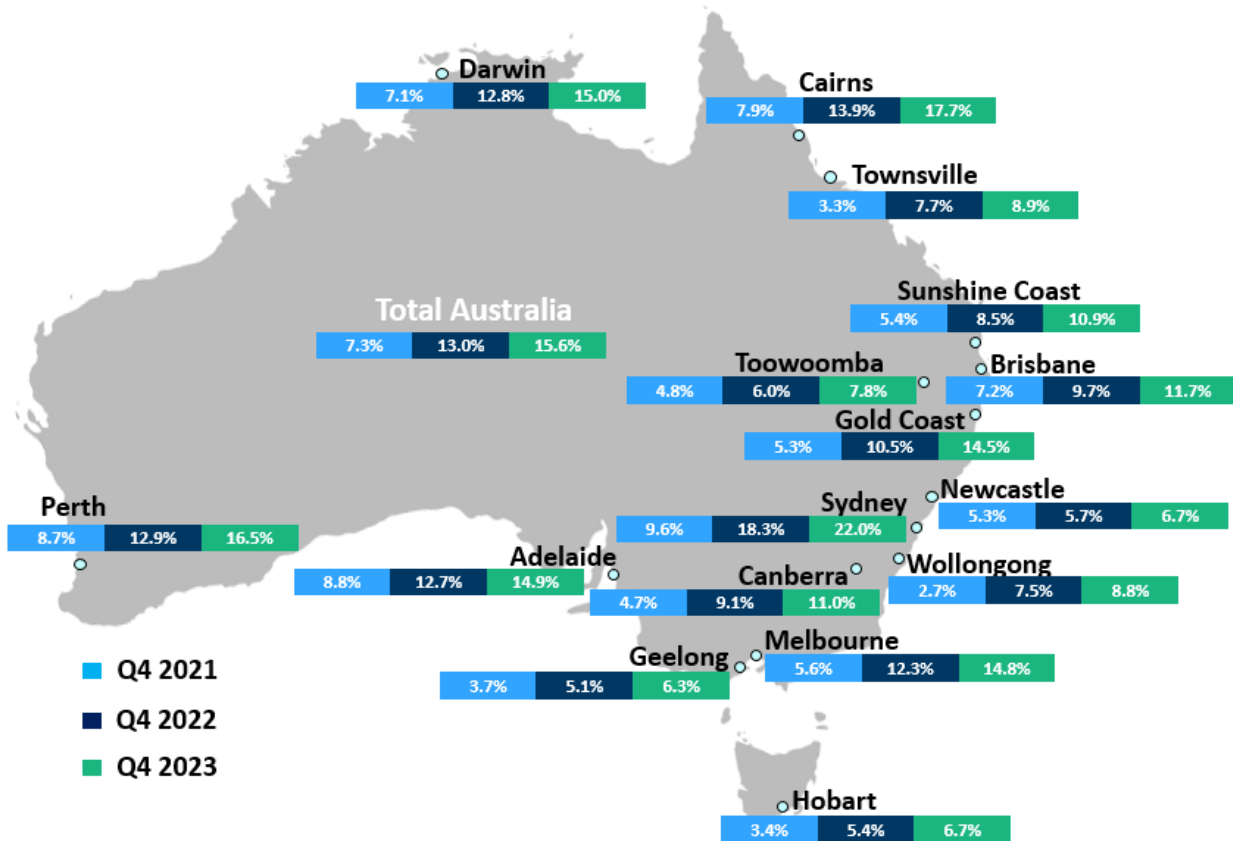 Darwin
7.1% 12.8% 15.0%
Cairns
7.9% 13.9% 17.7%
Townsville
3.3% 7.7% 8.9%
Sunshine Coast
5.4% 8.5% 10.9%
Total Australia
7.3% 13.0% 15.6%
Toowoomba
4.8% 6.0% 7.8%
Brisbane
7.2% 9.7% 11.7%
Gold Coast
5.3% 10.5% 14.5%
Newcastle
5.3% 5.7% 6.7%
Sydney
9.6% 18.3% 22.0%
Perth
8.7% 12.9% 16.5%
Adelaide
8.8% 12.7% 14.9%
Canberra
4.7% 9.1% 11.0%
Wollongong
2.7% 7.5% 8.8%
Melbourne
5.6% 12.3% 14.8%
Geelong
3.7% 5.1% 6.3%
Q4 2021
Q4 2022
Q4 2023
Hobart
3.4% 5.4% 6.7%